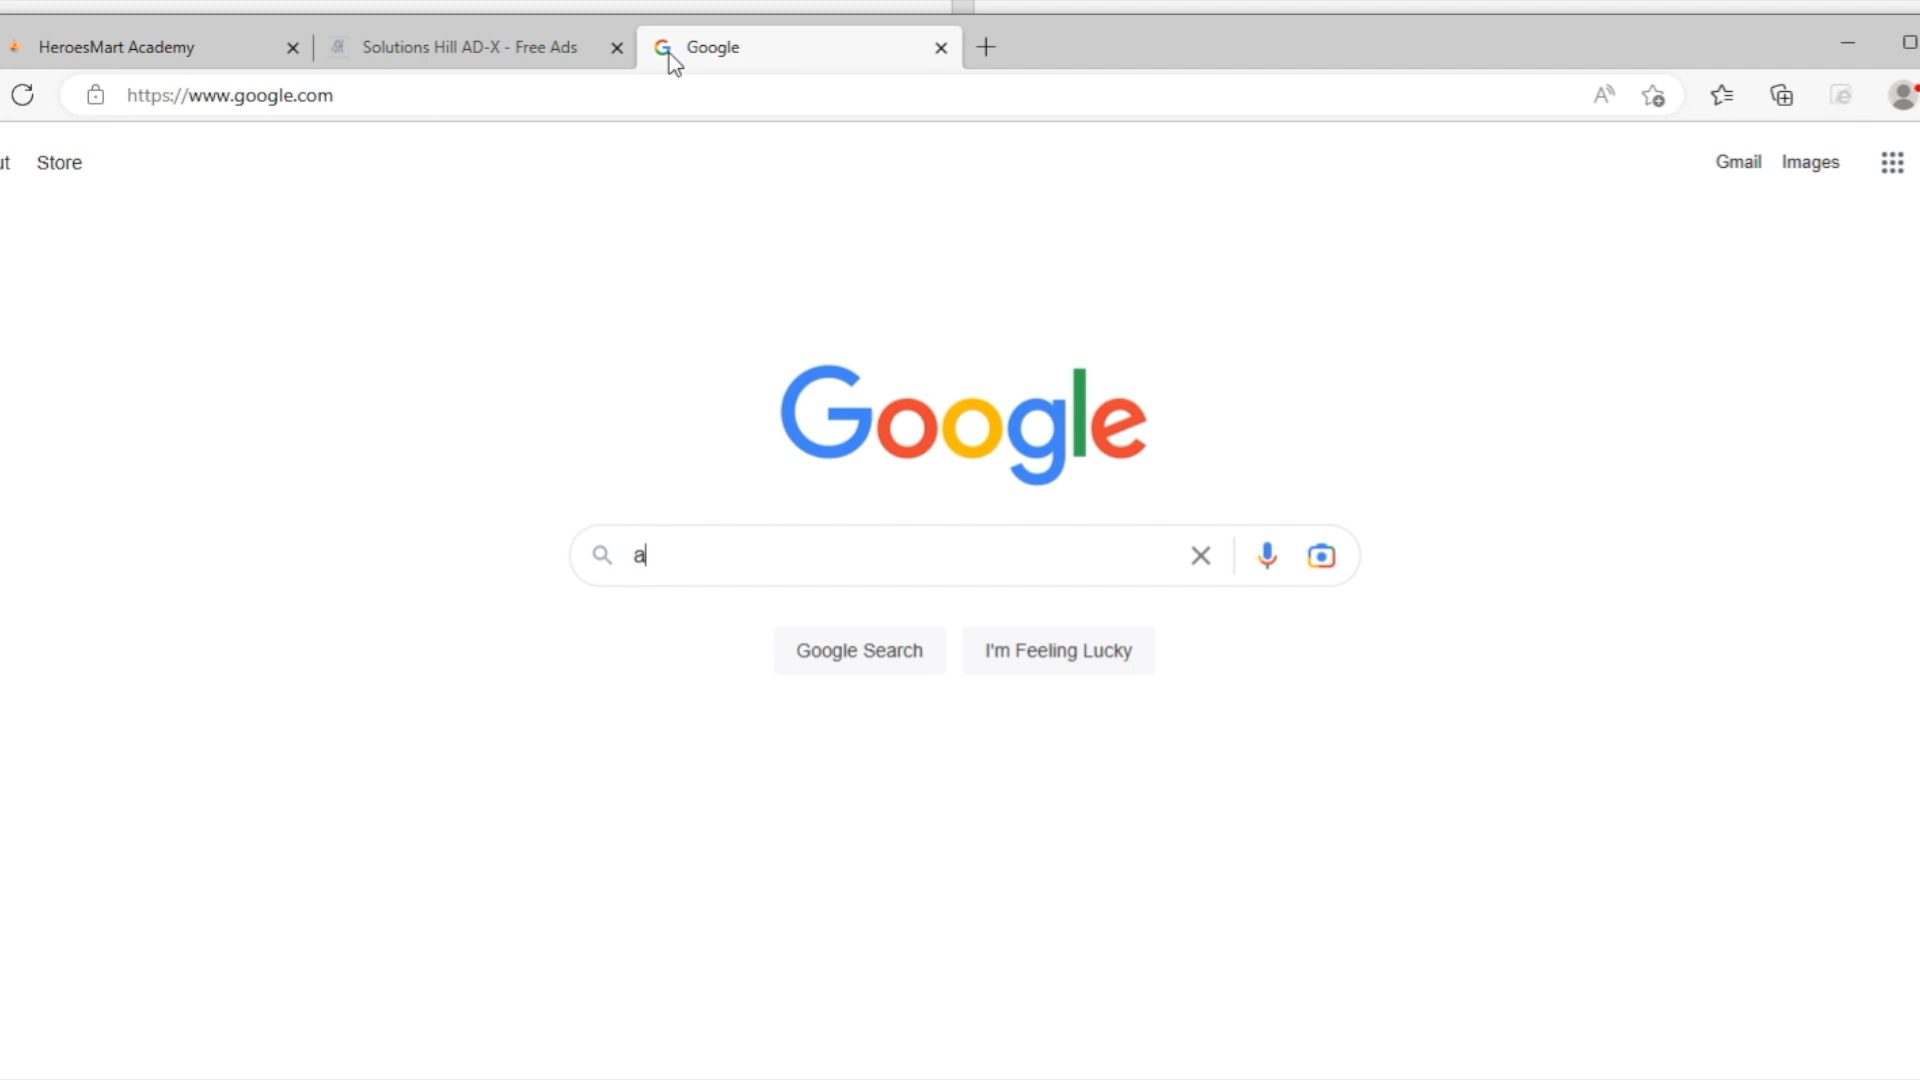 HeroesMart Academy
Solutions Hill AD-X - Free Ads
Google
https://www.google.com
ut Store
Gmail Images
Google
a
Google Search
I'm Feeling Lucky